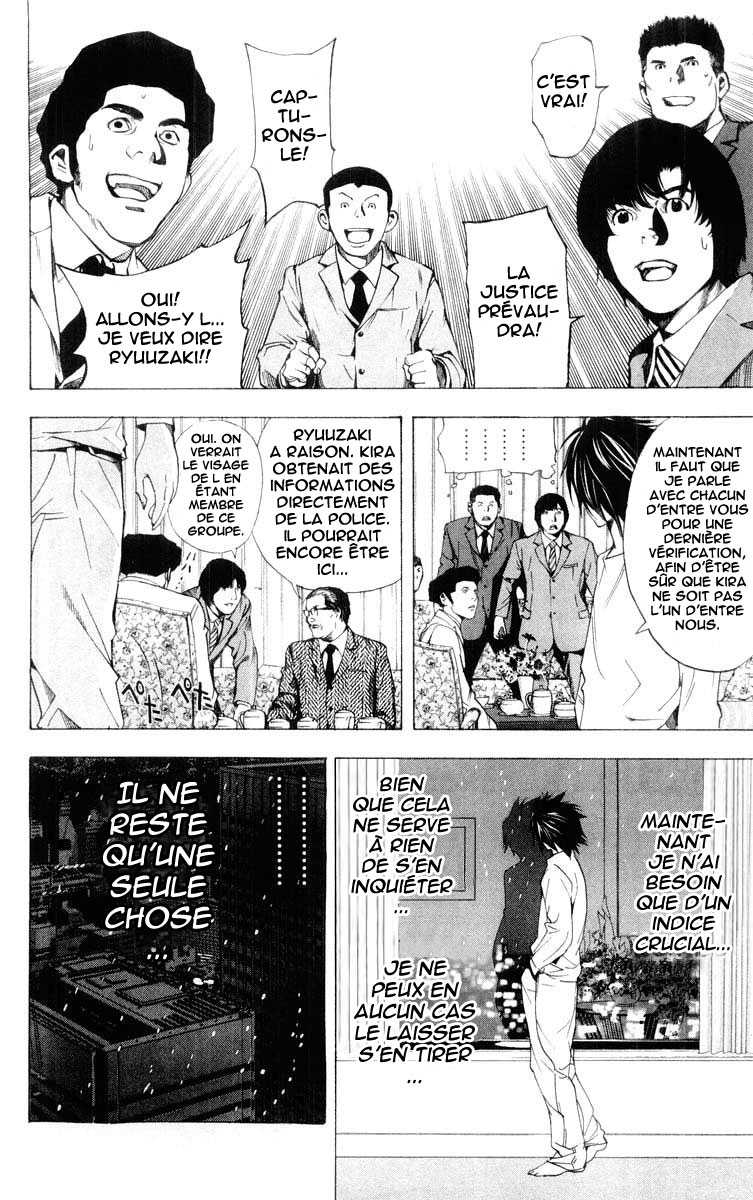 C'EST
VRAI!
LA
JUSTICE
PRÉVAU-
DRA!
CAP-
TU-
RONS-
LE!
OUI!
ALLONS-Y L...
JE VEUX DIRE
RYUUZAKI!!
MAINTENANT
IL FAUT QUE
JE PARLE
AVEC CHACUN
D'ENTRE VOUS
POUR UNE
DERNIÈRE
VÉRIFICATION,
AFIN D'ÊTRE
SÛR QUE KIRA
NE SOIT PAS
L'UN D'ENTRE
NOUS.
RYUUZAKI
A RAISON. KIRA
OBTENAIT DES
INFORMATIONS
DIRECTEMENT
DE LA POLICE.
IL POURRAIT
ENCORE ÊTRE
ICI...
OUI. ON
VERRAIT
LE VISAGE
DE L EN
ÉTANT
MEMBRE
DE CE
GROUPE.
ぺた
ぺた
MAINTE-
NANT
JE N'AI
BESOIN
QUE D'UN
INDICE
CRUCIAL...
BIEN
QUE CELA
NE SERVE
À RIEN
DE S'EN
INQUIÉTER
...
JE NE
PEUX EN
AUCUN CAS
LE LAISSER
S'EN TIRER
...
IL NE
RESTE
QU'UNE
SEULE
CHOSE
...